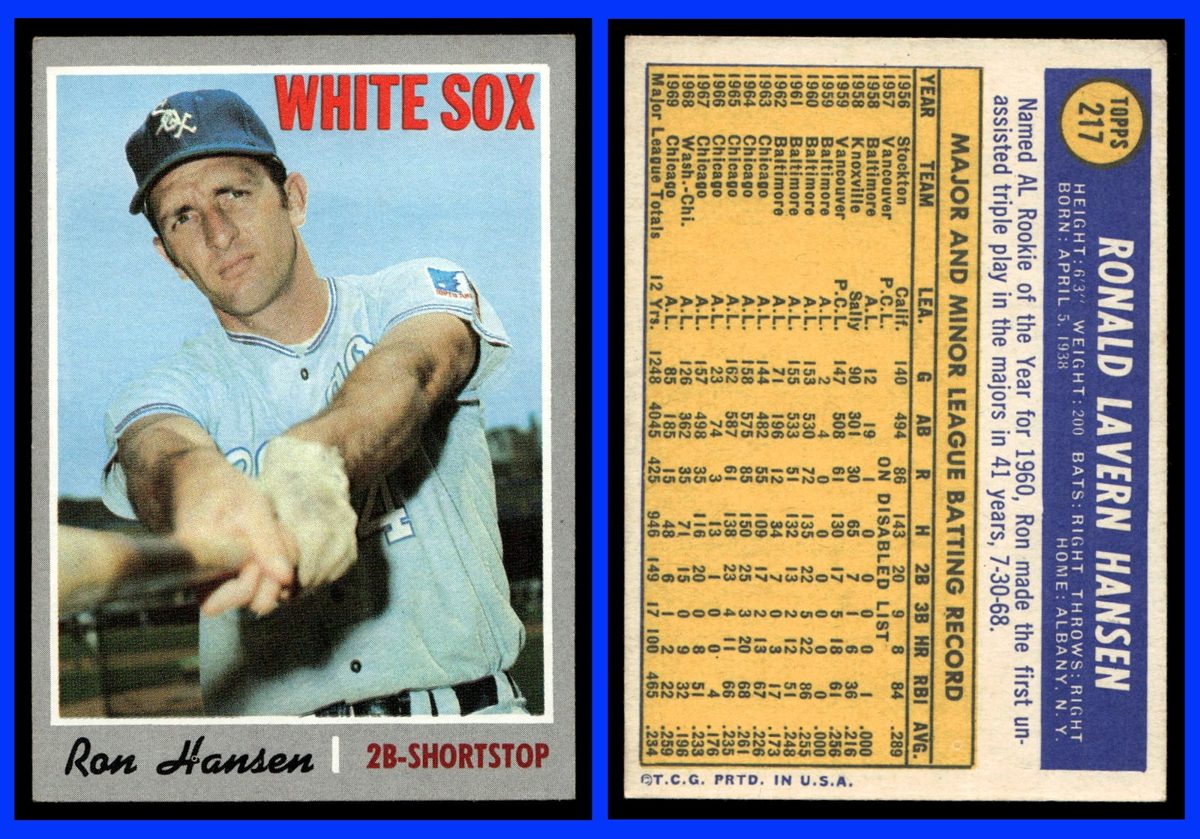 WHITE SOX
Ron Hansen | 2B-SHORTSTOP
TOPPS
217
RONALD LAVERN HANSEN
HEIGHT: 6'3" WEIGHT: 200 BATS: RIGHT THROWS: RIGHT
BORN: APRIL 5, 1938 HOME: ALBANY, N.Y.
Named AL Rookie of the Year for 1960, Ron made the first un-
assisted triple play in the majors in 41 years, 7-30-68.
MAJOR AND MINOR LEAGUE BATTING RECORD
YEAR TEAM LEA. G AB R H 2B 3B HR RBI AVG.
1956 Stockton Calif. 140 494 86 143 20 9 8 84 .289
1957 Vancouver P.C.L. ON DISABLED LIST
1958 Baltimore A.L. 12 19 1 0 0 0 0 1 .000
1958 Knoxville Sally 90 301 30 65 7 1 6 36 .216
1959 Vancouver P.C.L. 147 508 61 130 17 5 18 61 .256
1959 Baltimore A.L. 2 4 0 0 0 0 0 0 .000
1960 Baltimore A.L. 153 530 72 135 22 5 22 86 .255
1961 Baltimore A.L. 155 533 51 132 13 2 12 51 .248
1962 Baltimore A.L. 71 196 12 34 7 0 3 17 .173
1963 Chicago A.L. 144 482 55 109 17 2 13 67 .226
1964 Chicago A.L. 158 575 85 150 25 3 20 68 .261
1965 Chicago A.L. 162 587 61 138 23 4 11 66 .235
1966 Chicago A.L. 23 74 3 13 1 0 0 4 .176
1967 Chicago A.L. 157 498 35 116 20 0 8 51 .233
1968 Wash.-Chi. A.L. 126 362 35 71 15 0 9 32 .196
1969 Chicago A.L. 85 185 15 48 6 1 2 22 .259
Major League Totals 12 Yrs. 1248 4045 425 946 149 17 100 465 .234
©T.C.G. PRTD. IN U.S.A.